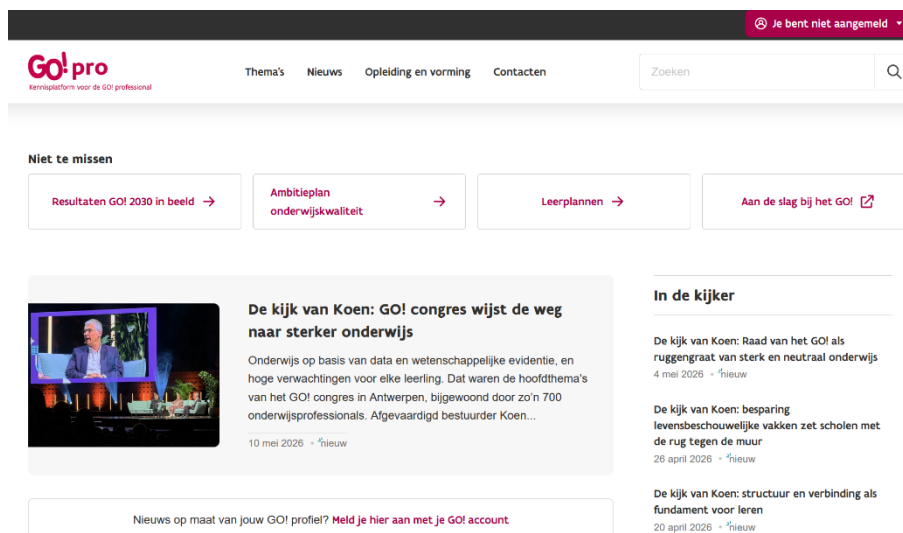 Je bent niet aangemeld
GO! pro
Kennisplatform voor de GO! professional
Thema's Nieuws Opleiding en vorming Contacten
Zoeken
Niet te missen
Resultaten GO! 2030 in beeld
Ambitieplan
onderwijskwaliteit
Leerplannen
Aan de slag bij het GO!
De kijk van Koen: GO! congres wijst de weg
naar sterker onderwijs
Onderwijs op basis van data en wetenschappelijke evidentie, en
hoge verwachtingen voor elke leerling. Dat waren de hoofdthema's
van het GO! congres in Antwerpen, bijgewoond door zo'n 700
onderwijsprofessionals. Afgevaardigd bestuurder Koen...
10 mei 2026 • nieuw
Nieuws op maat van jouw GO! profiel? Meld je hier aan met je GO! account
In de kijker
De kijk van Koen: Raad van het GO! als
ruggengraat van sterk en neutraal onderwijs
4 mei 2026 • nieuw
De kijk van Koen: besparing
levensbeschouwelijke vakken zet scholen met
de rug tegen de muur
26 april 2026 • nieuw
De kijk van Koen: structuur en verbinding als
fundament voor leren
20 april 2026 • nieuw